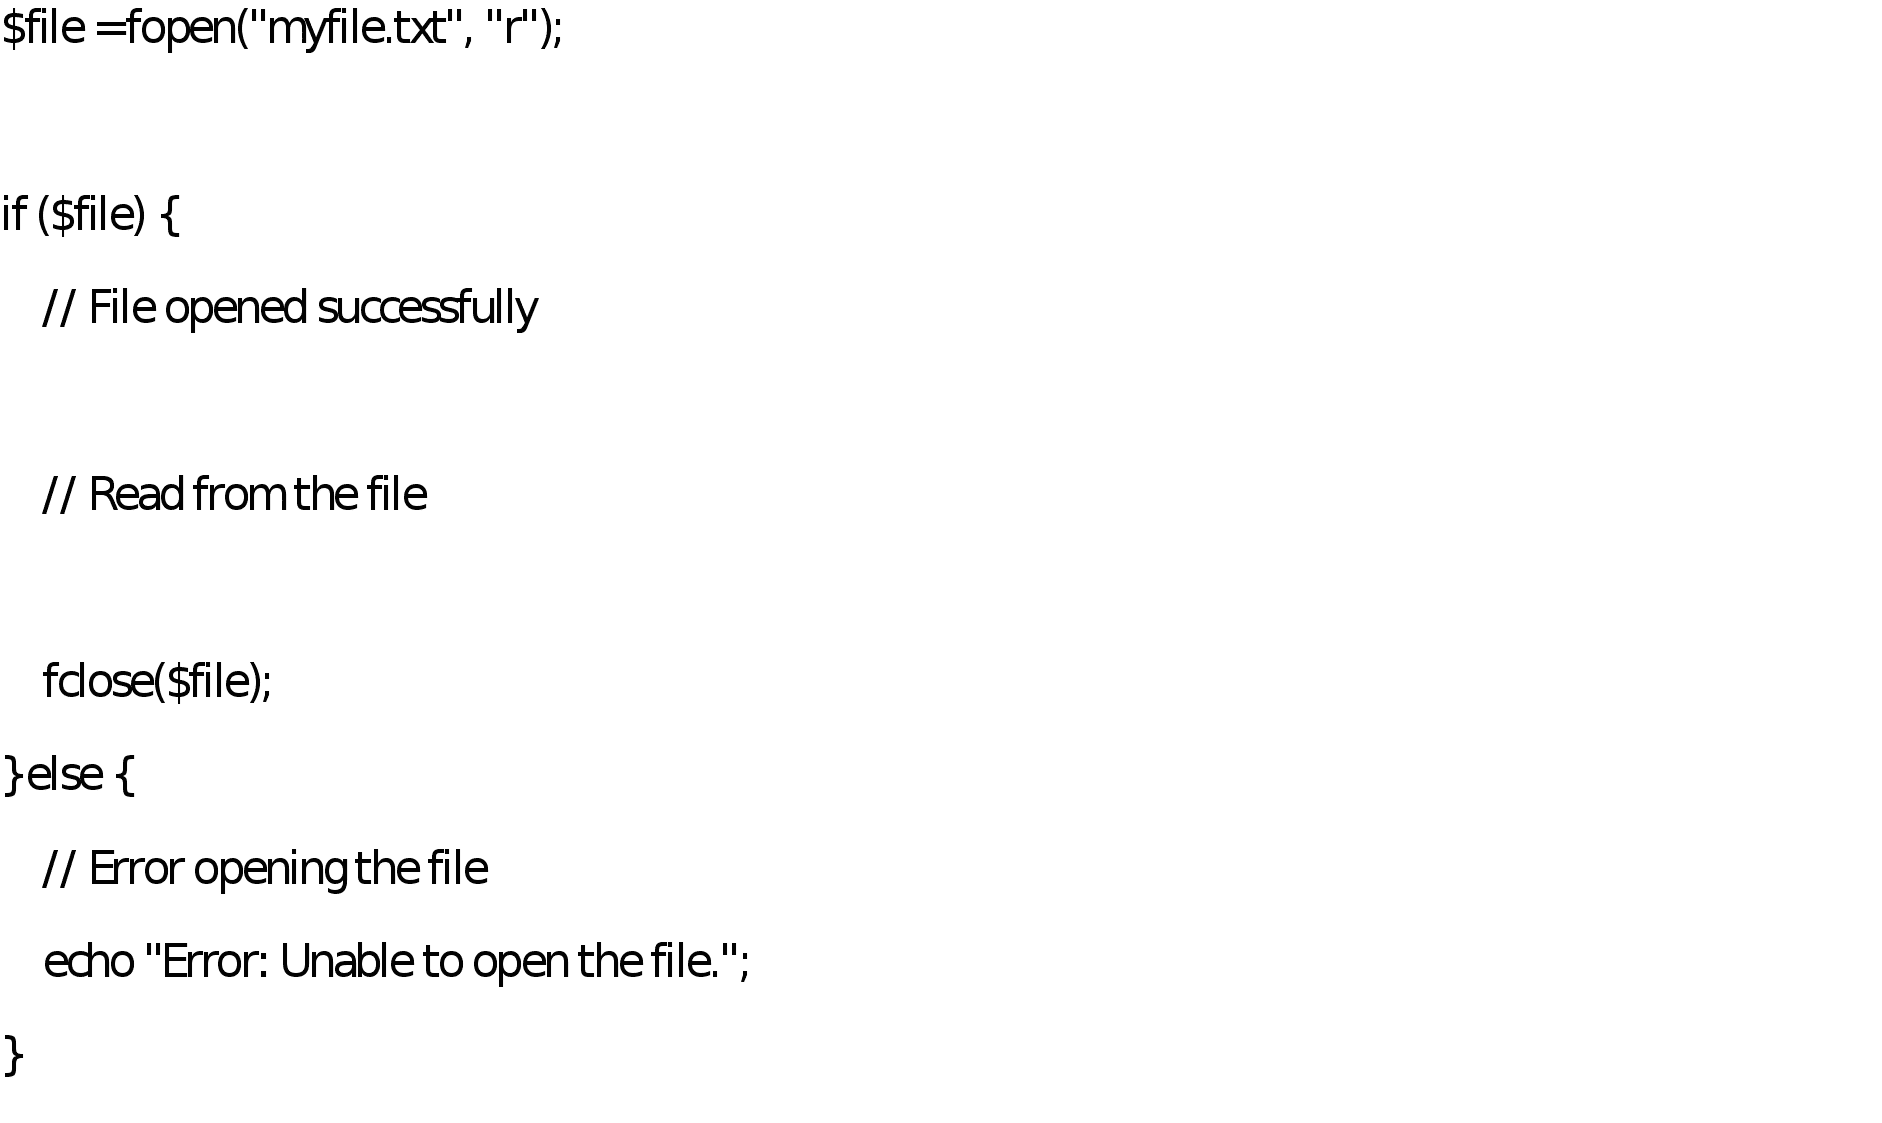 $file = fopen("myfile.txt", "r");
if ($file) {
// File opened successfully
// Read from the file
fclose($file);
} else {
// Error opening the file
echo "Error: Unable to open the file.";
}